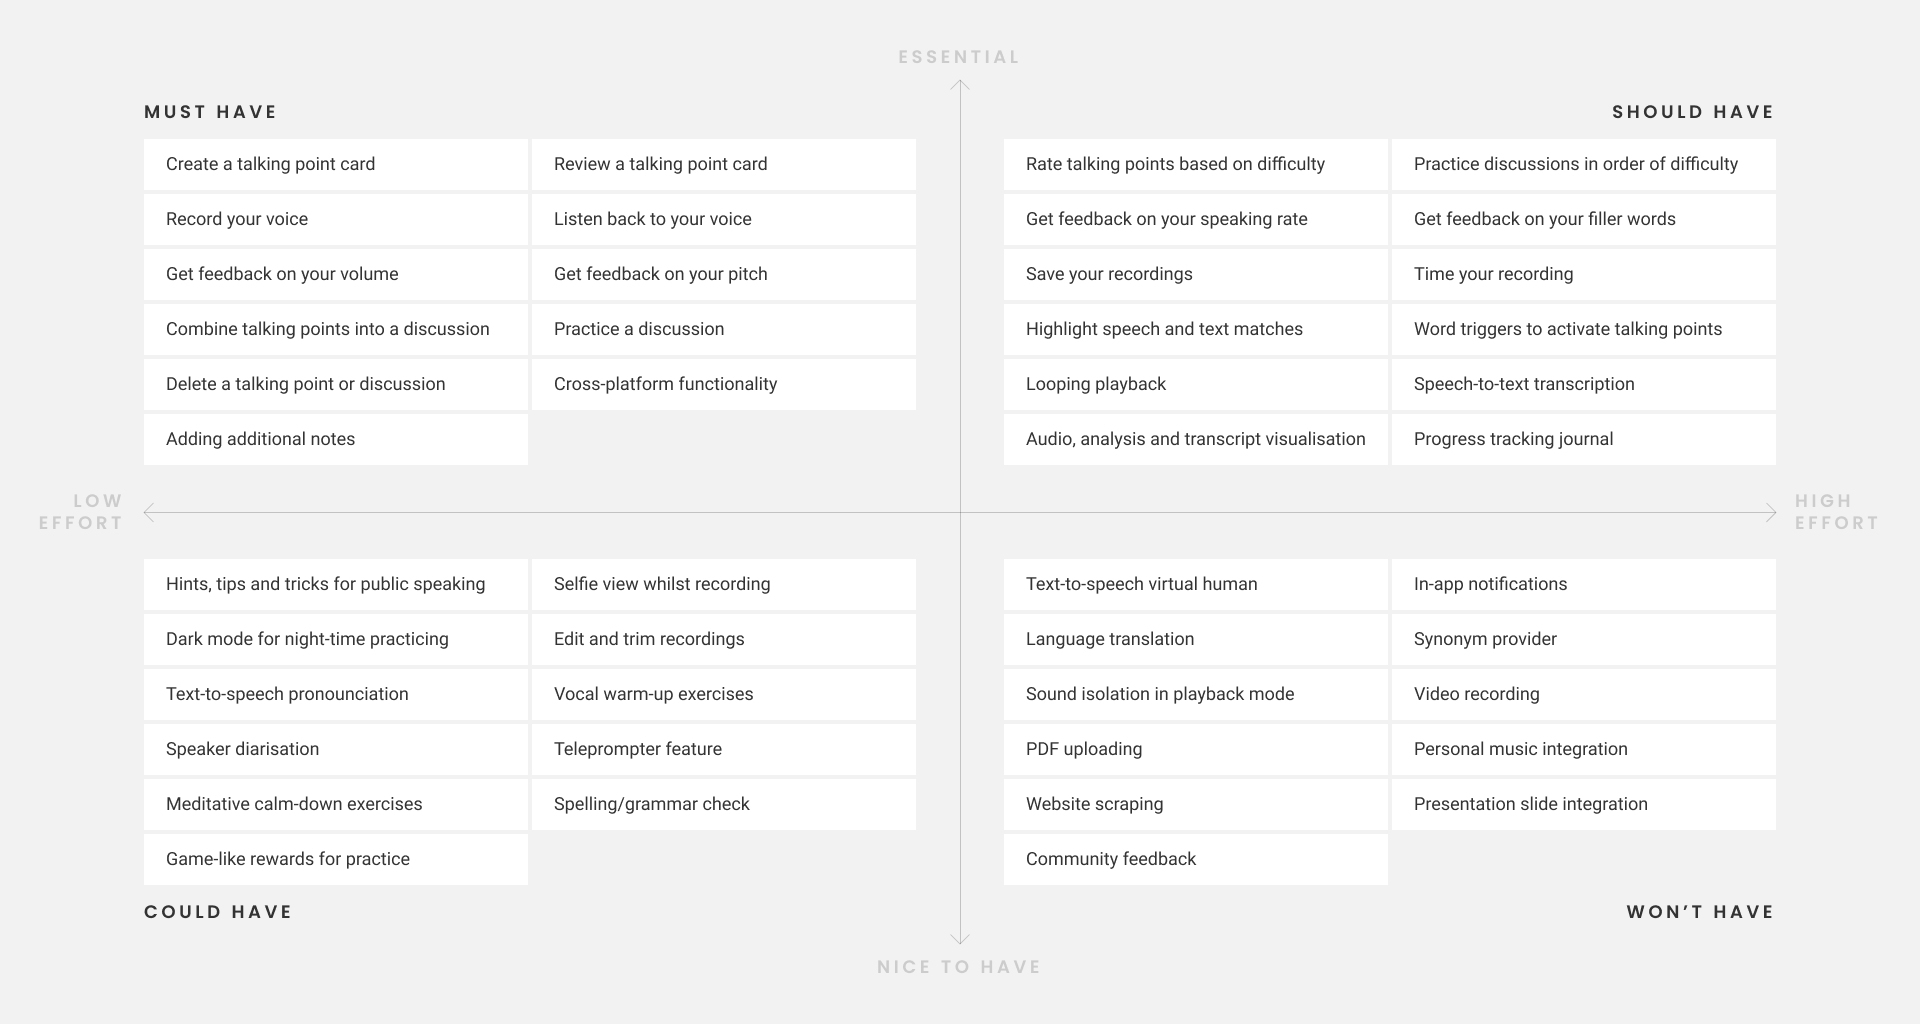 ESSENTIAL
MUST HAVE
SHOULD HAVE
Create a talking point card
Review a talking point card
Rate talking points based on difficulty
Practice discussions in order of difficulty
Record your voice
Listen back to your voice
Get feedback on your speaking rate
Get feedback on your filler words
Get feedback on your volume
Get feedback on your pitch
Save your recordings
Time your recording
Combine talking points into a discussion
Practice a discussion
Highlight speech and text matches
Word triggers to activate talking points
Delete a talking point or discussion
Cross-platform functionality
Looping playback
Speech-to-text transcription
Adding additional notes
Audio, analysis and transcript visualisation
Progress tracking journal
LOW
EFFORT
HIGH
EFFORT
Hints, tips and tricks for public speaking
Selfie view whilst recording
Text-to-speech virtual human
In-app notifications
Dark mode for night-time practicing
Edit and trim recordings
Language translation
Synonym provider
Text-to-speech pronounciation
Vocal warm-up exercises
Sound isolation in playback mode
Video recording
Speaker diarisation
Teleprompter feature
PDF uploading
Personal music integration
Meditative calm-down exercises
Spelling/grammar check
Website scraping
Presentation slide integration
Game-like rewards for practice
Community feedback
COULD HAVE
WON’T HAVE
NICE TO HAVE